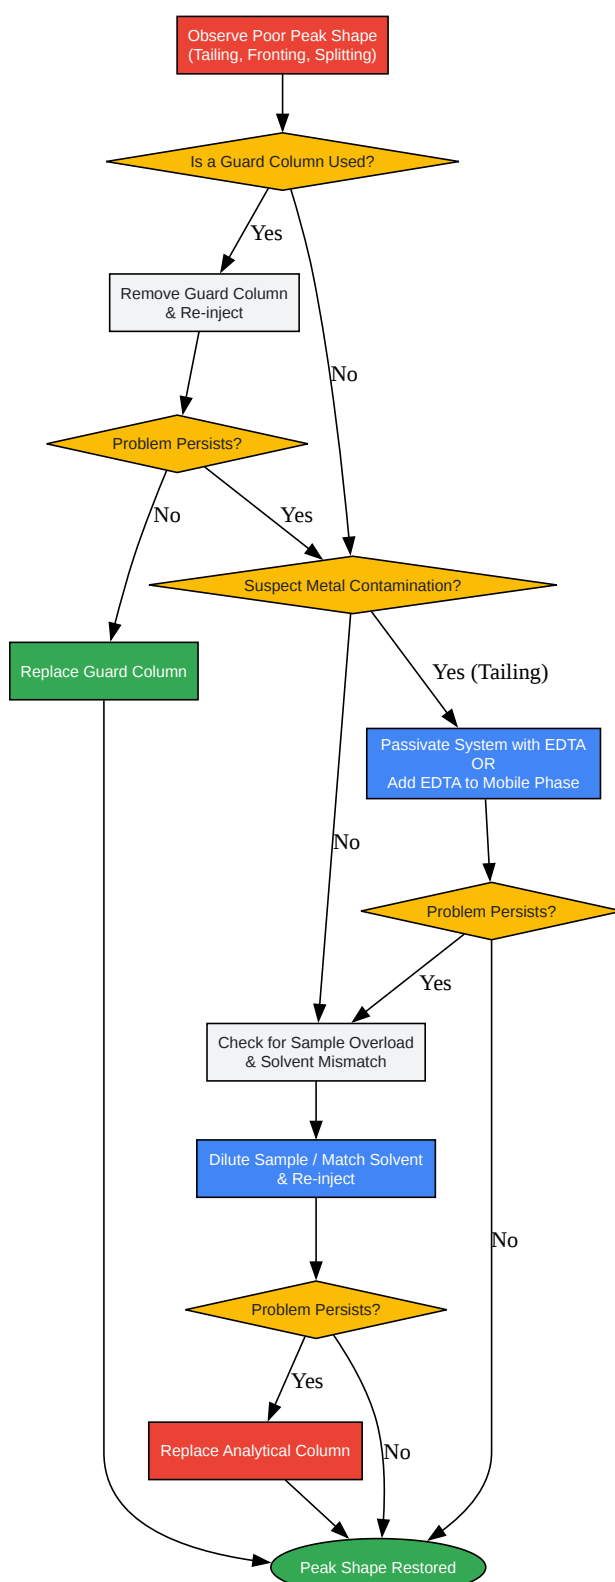 Observe Poor Peak Shape
(Tailing, Fronting, Splitting)
Is a Guard Column Used?
Yes
Remove Guard Column
& Re-inject
No
Problem Persists?
No
Yes
Suspect Metal Contamination?
Replace Guard Column
Yes (Tailing)
Passivate System with EDTA
OR
Add EDTA to Mobile Phase
No
Problem Persists?
Yes
Check for Sample Overload
& Solvent Mismatch
Dilute Sample / Match Solvent
& Re-inject
No
Problem Persists?
Yes
Replace Analytical Column
No
Peak Shape Restored